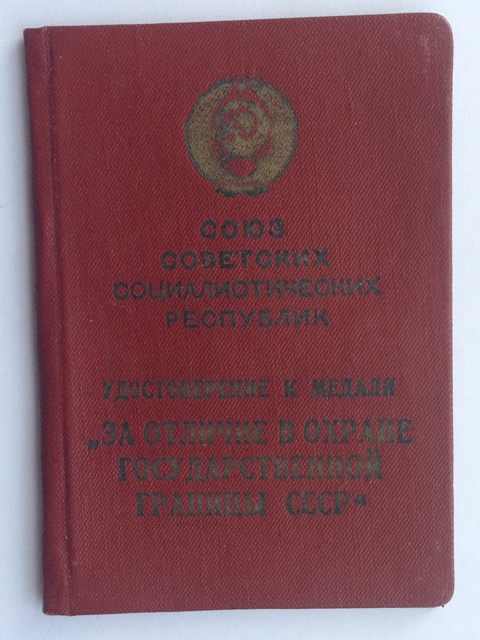 СОЮЗ
СОВЕТСКИХ
СОЦИАЛИСТИЧЕСКИХ
РЕСПУБЛИК
УДОСТОВЕРЕНИЕ К МЕДАЛИ
„ЗА ОТЛИЧИЕ В ОХРАНЕ
ГОСУДАРСТВЕННОЙ
ГРАНИЦЫ СССР“